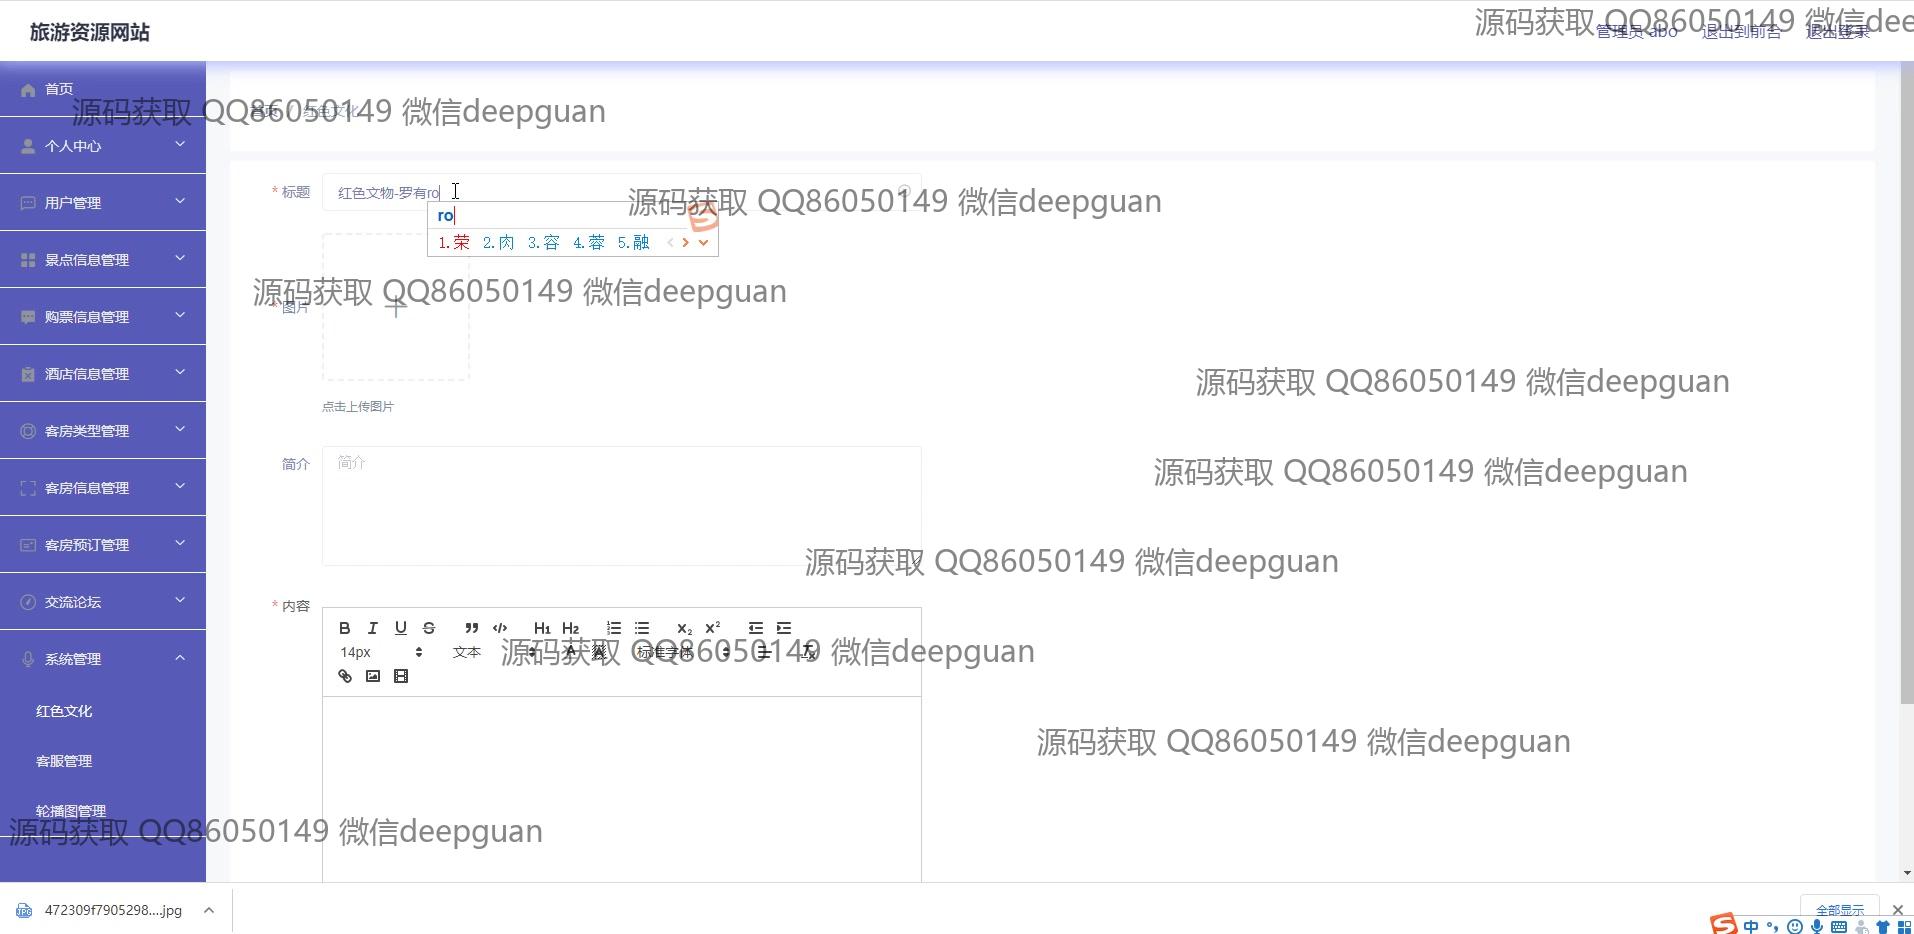 旅游资源网站
源码获取 QQ86050149 微信deep
管理员 abo 退出到前台 退出登录
首页
源码获取 QQ86050149 微信deepguan
首页 / 红色文化
个人中心
* 标题 红色文物-罗有ro
源码获取 QQ86050149 微信deepguan
用户管理
ro
1.荣 2.肉 3.容 4.蓉 5.融
景点信息管理
源码获取 QQ86050149 微信deepguan
* 图片
购票信息管理
酒店信息管理
源码获取 QQ86050149 微信deepguan
点击上传图片
客房类型管理
简介 简介
源码获取 QQ86050149 微信deepguan
客房信息管理
客房预订管理
源码获取 QQ86050149 微信deepguan
交流论坛
* 内容
B I U S ” </> H1 H2 X2 X2
14px 文本 A A 标准字体 Tx
源码获取 QQ86050149 微信deepguan
系统管理
红色文化
源码获取 QQ86050149 微信deepguan
客服管理
轮播图管理
源码获取 QQ86050149 微信deepguan
472309f7905298....jpg
全部显示
中